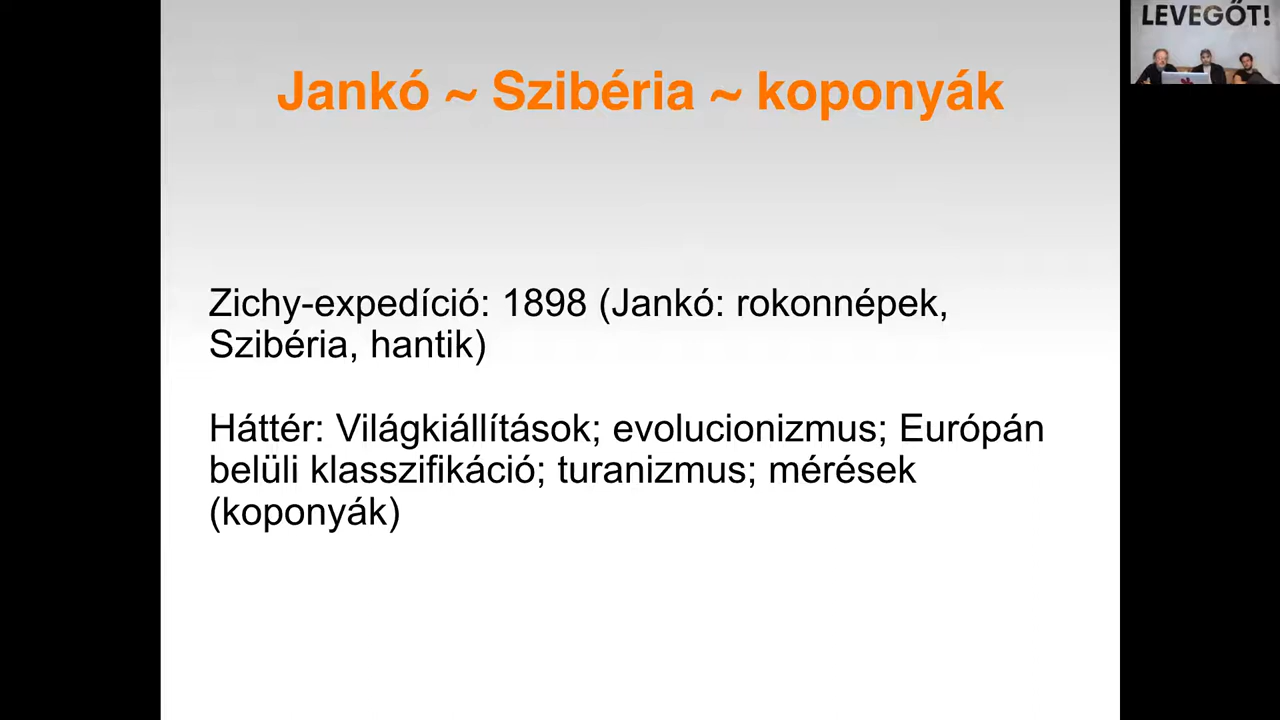 LEVEGŐT!
Jankó ~ Szibéria ~ koponyák
Zichy-expedíció: 1898 (Jankó: rokonnépek,
Szibéria, hantik)
Háttér: Világkiállítások; evolucionizmus; Európán
belüli klasszifikáció; turanizmus; mérések
(koponyák)